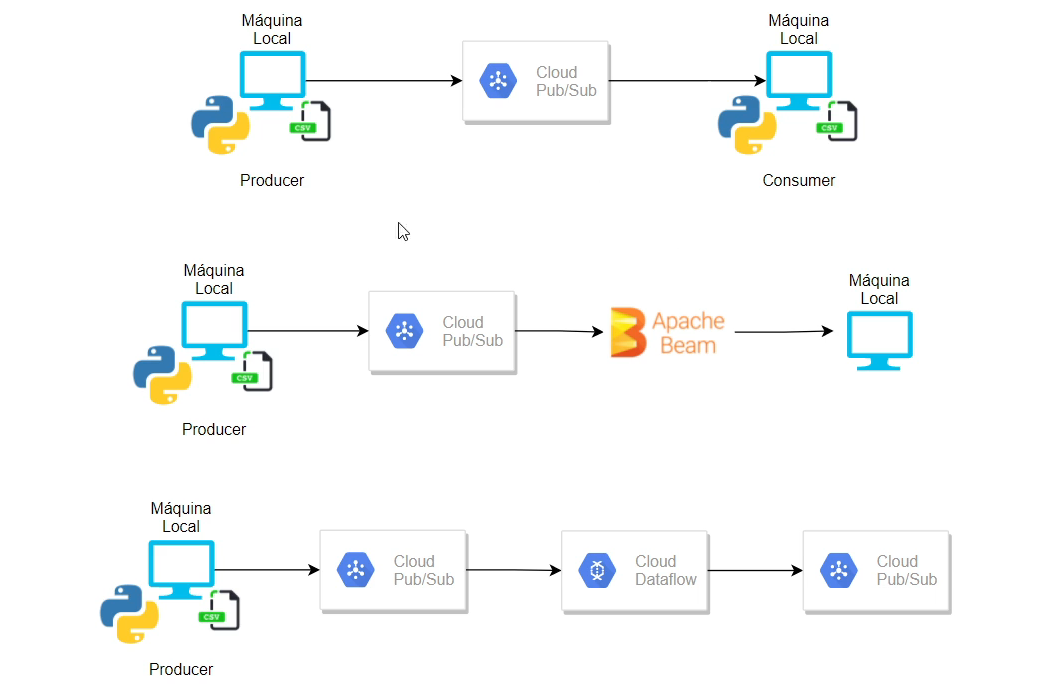 Máquina
Local
Máquina
Local
Cloud
Pub/Sub
CSV
CSV
Producer
Consumer
Máquina
Local
Máquina
Local
Cloud
Pub/Sub
Apache
Beam
CSV
Producer
Máquina
Local
Cloud
Pub/Sub
Cloud
Dataflow
Cloud
Pub/Sub
CSV
Producer